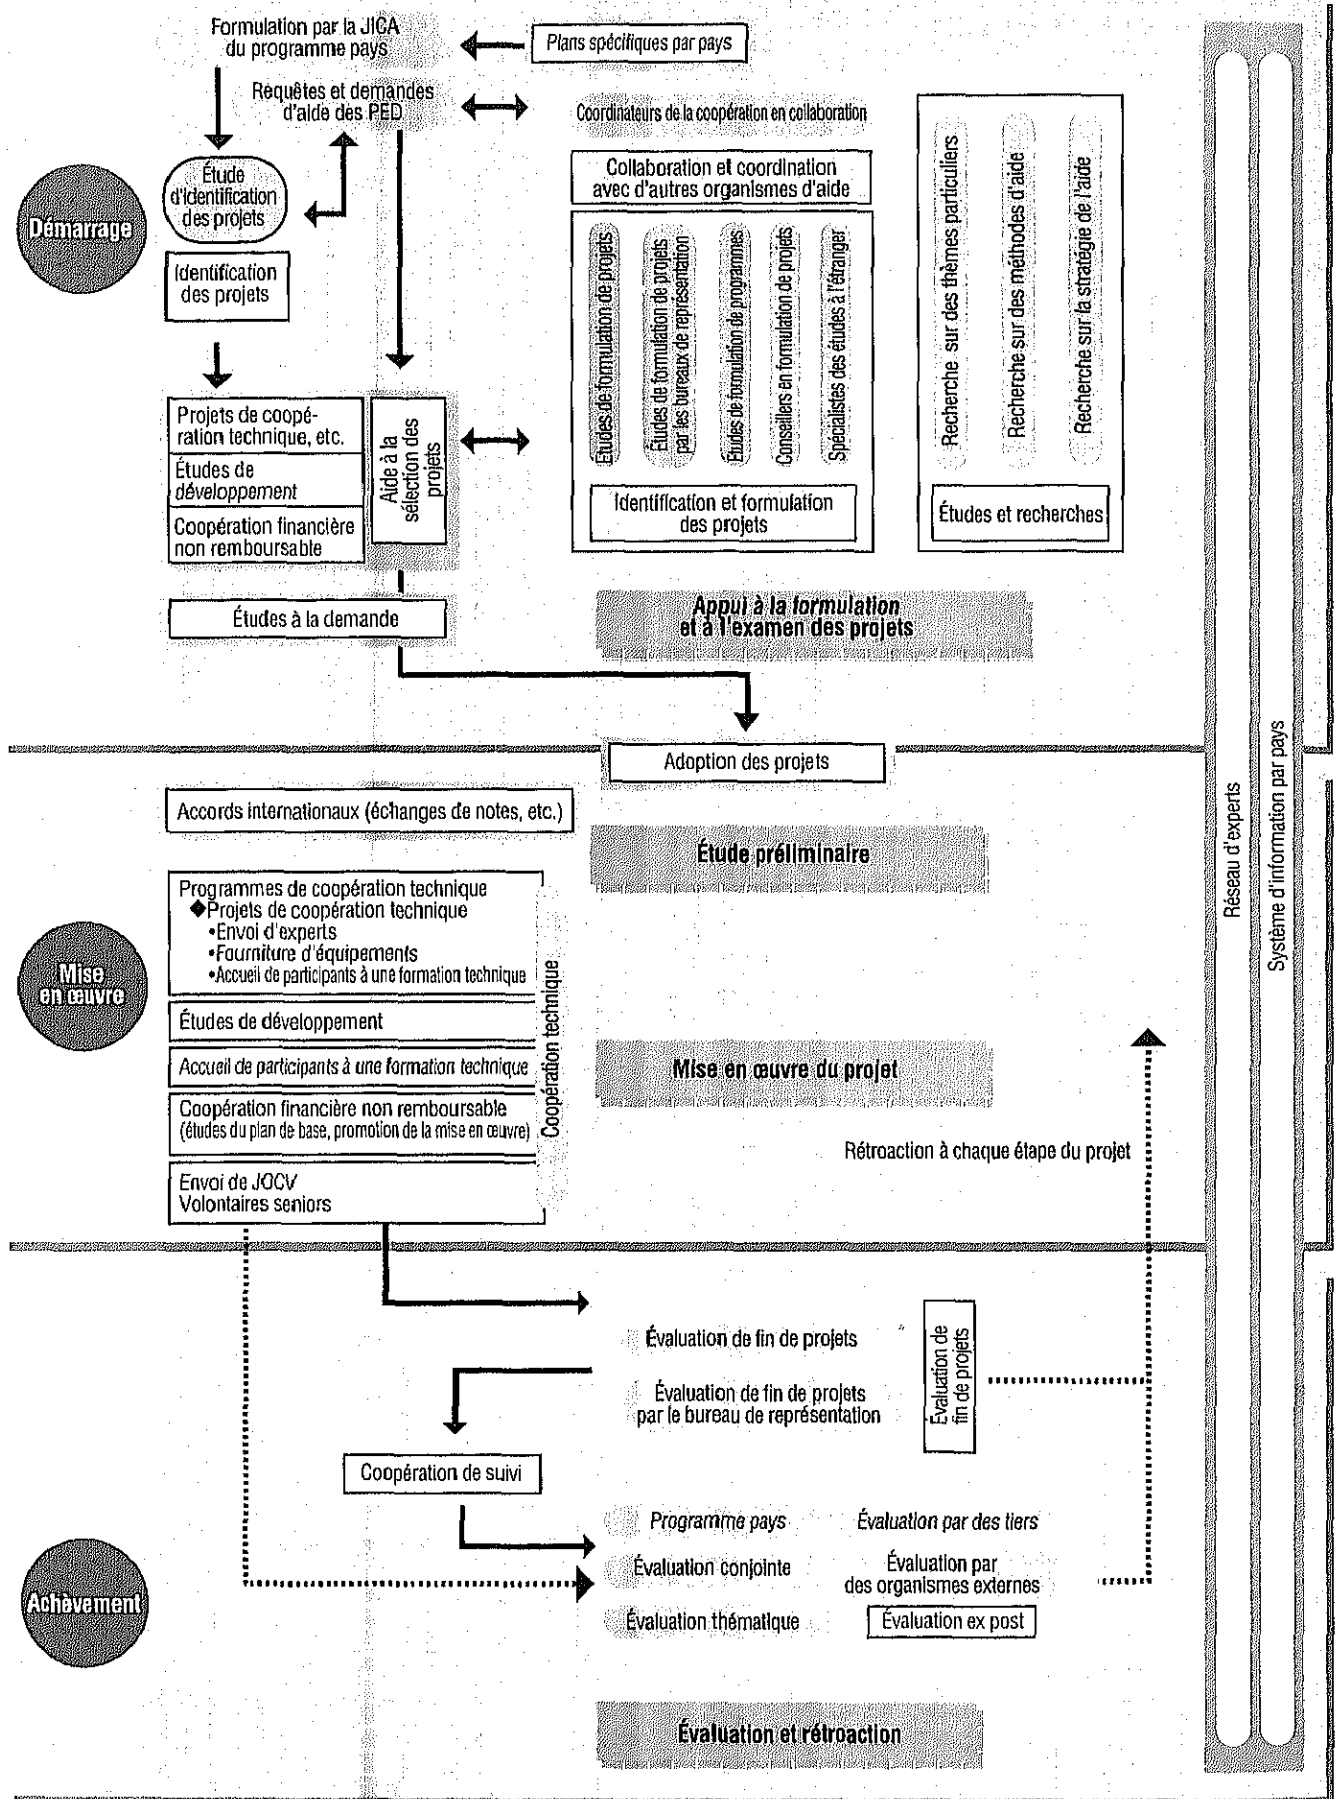 Formulation par la JICA
du programme pays
Plans spécifiques par pays
Requêtes et demandes
d'aide des PED
Coordinateurs de la coopération en collaboration
Démarrage
Étude
d'identification
des projets
Identification
des projets
Collaboration et coordination
avec d'autres organismes d'aide
Études de formulation de projets
Études de formulation de projets
par les bureaux de représentation
Études de formulation de programmes
Conseillers en formulation de projets
Spécialistes des études à l'étranger
Identification et formulation
des projets
Recherche sur des thèmes particuliers
Recherche sur des méthodes d'aide
Recherche sur la stratégie de l'aide
Études et recherches
Projets de coopé-
ration technique, etc.
Études de
développement
Coopération financière
non remboursable
Aide à la
sélection des
projets
Études à la demande
Appui à la formulation
et à l'examen des projets
Adoption des projets
Réseau d'experts
Système d'information par pays
Accords internationaux (échanges de notes, etc.)
Étude préliminaire
Mise
en œuvre
Programmes de coopération technique
◆Projets de coopération technique
•Envoi d'experts
•Fourniture d'équipements
•Accueil de participants à une formation technique
Études de développement
Accueil de participants à une formation technique
Coopération financière non remboursable
(études du plan de base, promotion de la mise en œuvre)
Envoi de JOCV
Volontaires seniors
Coopération technique
Mise en œuvre du projet
Rétroaction à chaque étape du projet
Évaluation de fin de projets
Évaluation de fin de projets
par le bureau de représentation
Évaluation de
fin de projets
Coopération de suivi
Achèvement
Programme pays
Évaluation par des tiers
Évaluation conjointe
Évaluation par
des organismes externes
Évaluation thématique
Évaluation ex post
Évaluation et rétroaction